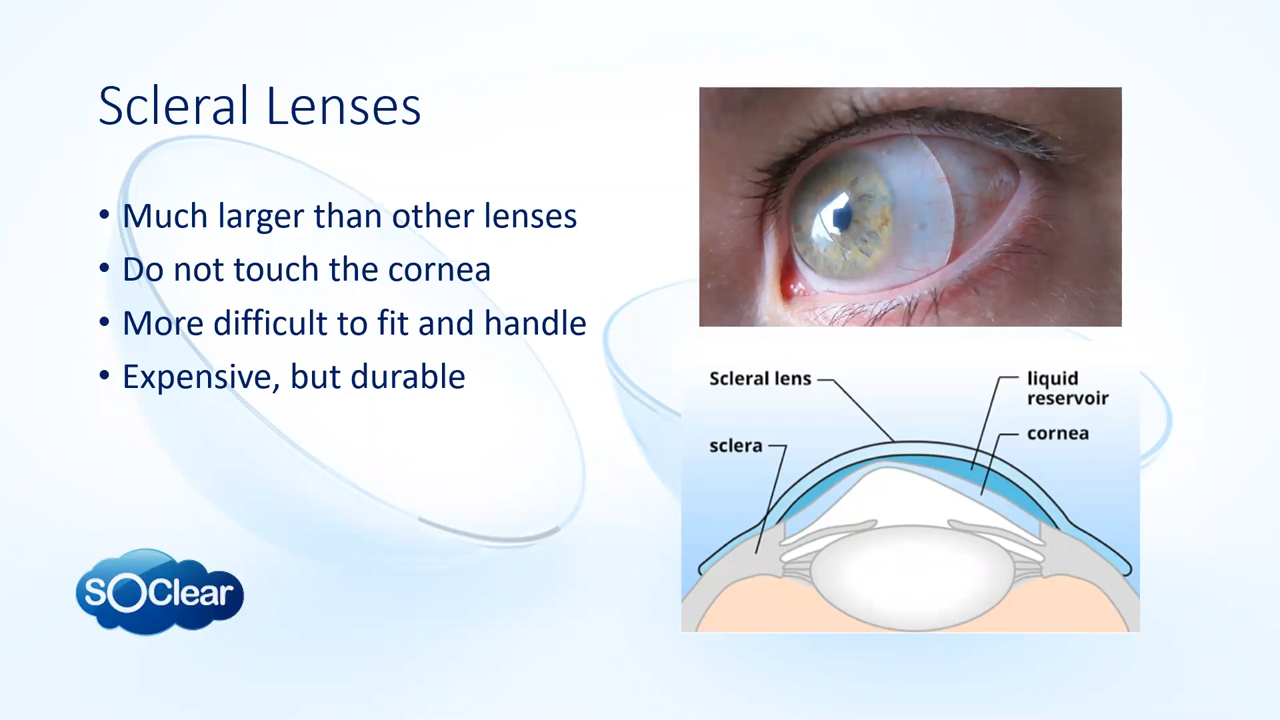 Scleral Lenses
• Much larger than other lenses
• Do not touch the cornea
• More difficult to fit and handle
• Expensive, but durable
Scleral lens
liquid
reservoir
cornea
sclera
SOClear